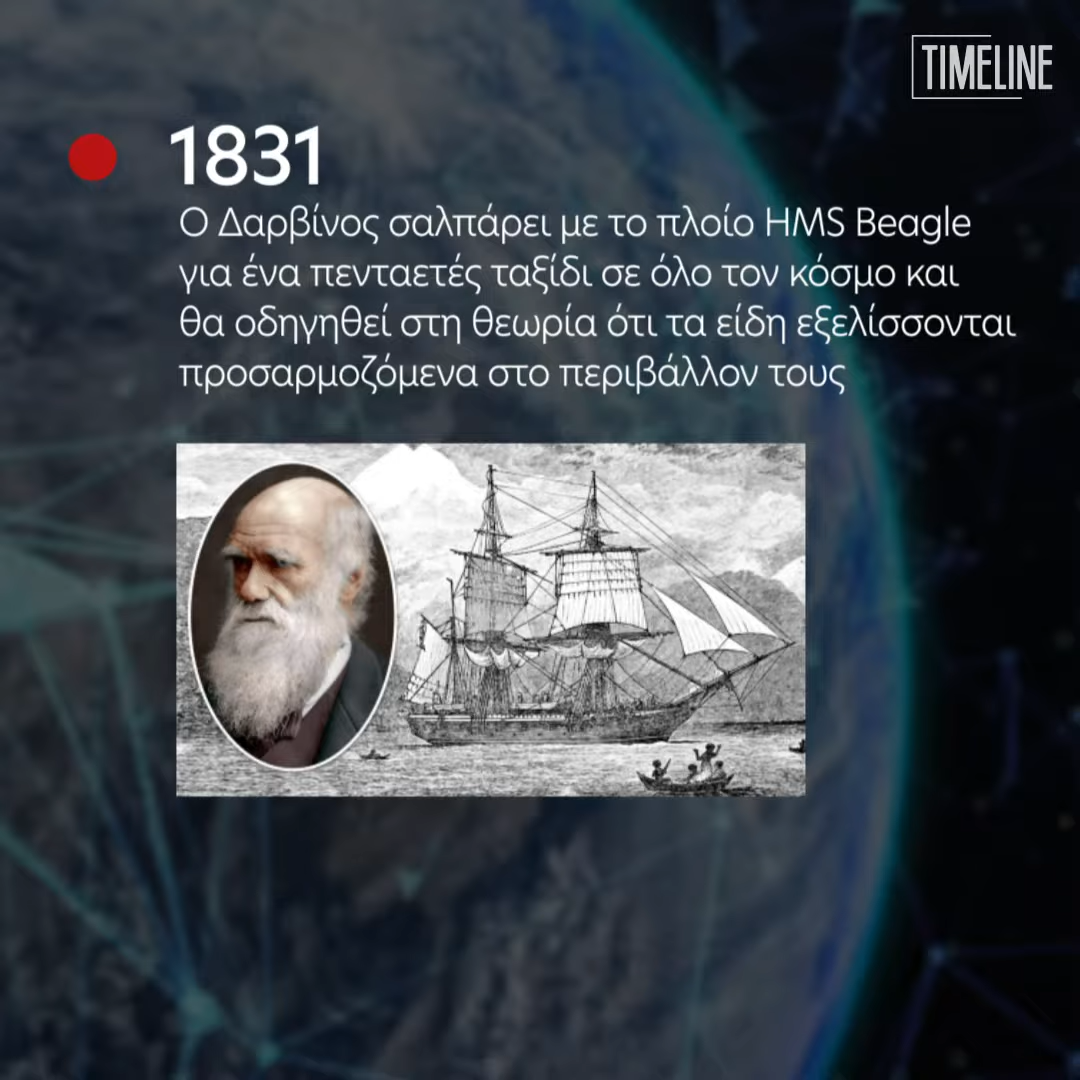 TIMELINE
1831
Ο Δαρβίνος σαλπάρει με το πλοίο HMS Beagle
για ένα πενταετές ταξίδι σε όλο τον κόσμο και
θα οδηγηθεί στη θεωρία ότι τα είδη εξελίσσονται
προσαρμοζόμενα στο περιβάλλον τους